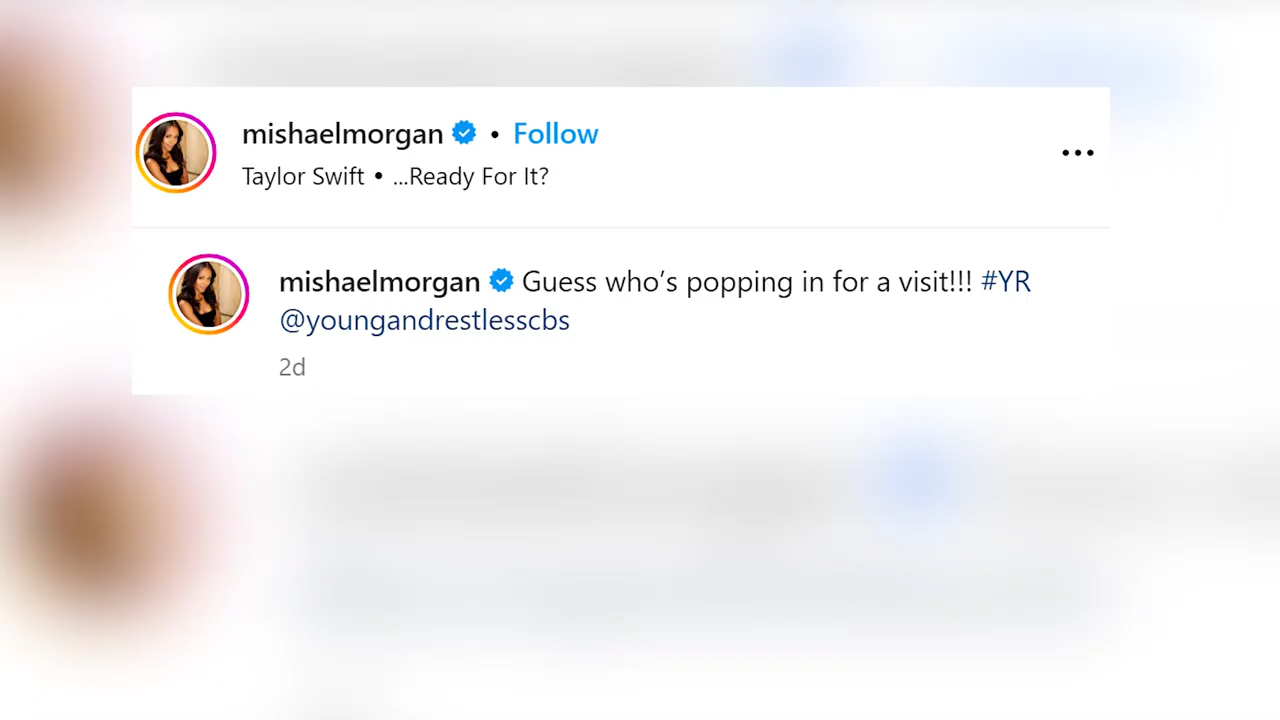 mishaelmorgan • Follow
Taylor Swift • ...Ready For It?
mishaelmorgan Guess who’s popping in for a visit!!! #YR
@youngandrestlesscbs
2d